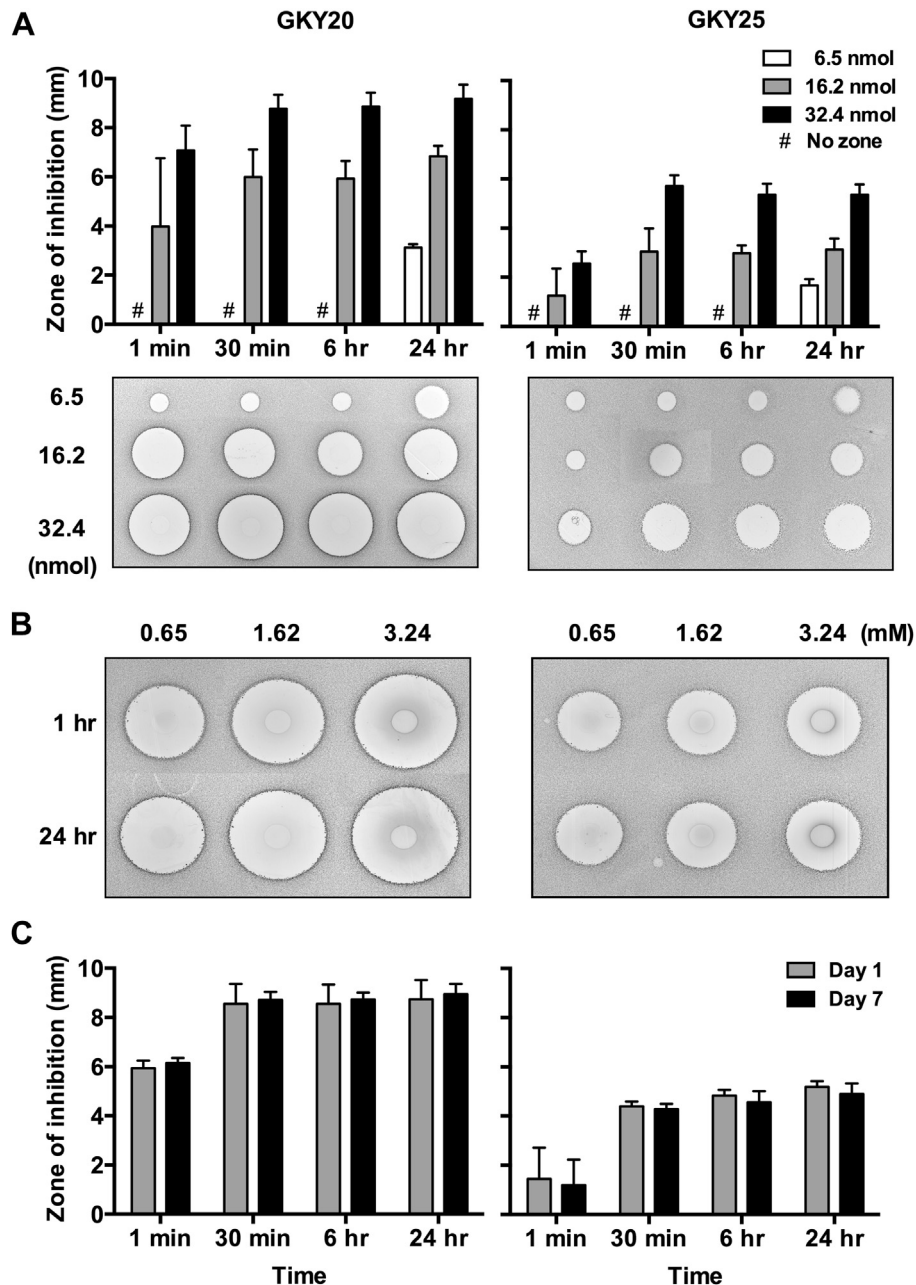 A
GKY20 GKY25
Zone of inhibition (mm)
10
8
6
4
2
0
# # #
1 min 30 min 6 hr 24 hr
6.5 nmol
16.2 nmol
32.4 nmol
# No zone
# # #
1 min 30 min 6 hr 24 hr
6.5
16.2
32.4
(nmol)
B
0.65 1.62 3.24 0.65 1.62 3.24 (mM)
1 hr
24 hr
C
Zone of inhibition (mm)
10
8
6
4
2
0
1 min 30 min 6 hr 24 hr
Time
Day 1
Day 7
1 min 30 min 6 hr 24 hr
Time